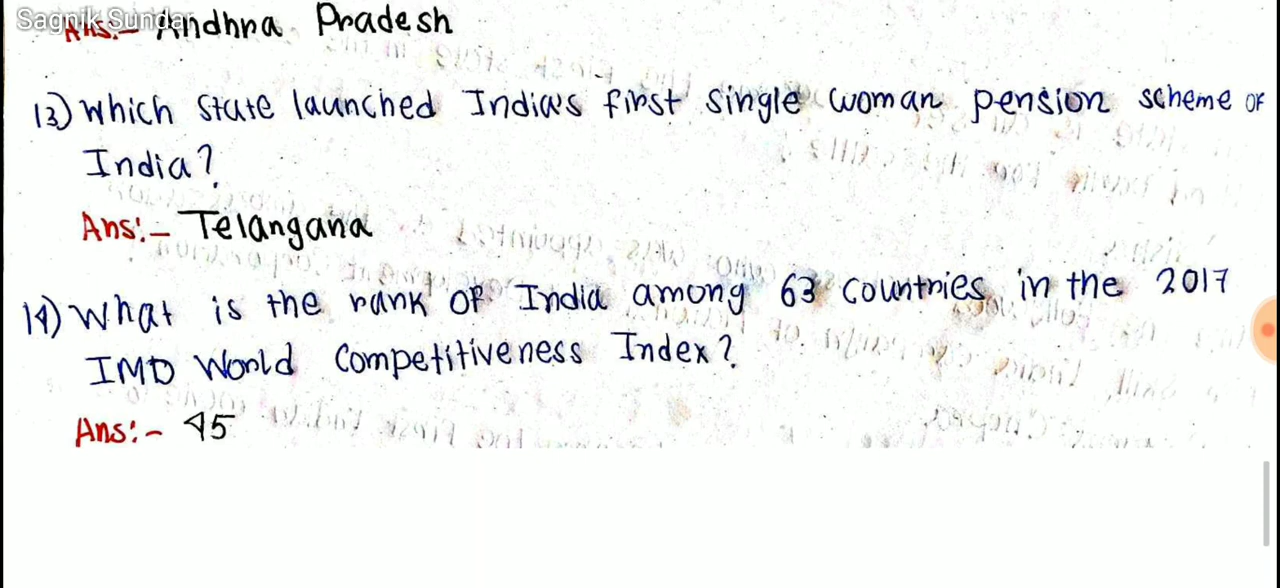 Sagnik Sundar
Ans:- Andhra Pradesh
13) Which state launched India's first single woman pension scheme of
India?
Ans:- Telangana
14) What is the rank of India among 63 countries in the 2017
IMD World Competitiveness Index?
Ans:- 45